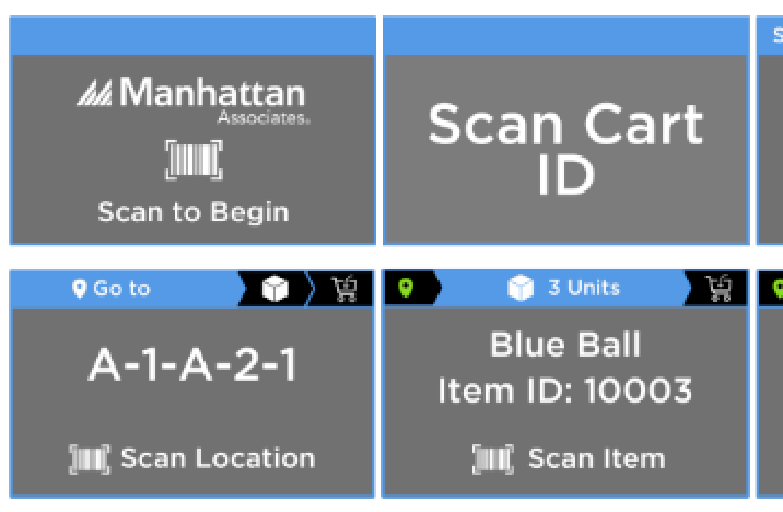 Manhattan
Associates
Scan to Begin
Scan Cart
ID
S
Go to
A-1-A-2-1
Scan Location
3 Units
Blue Ball
Item ID: 10003
Scan Item